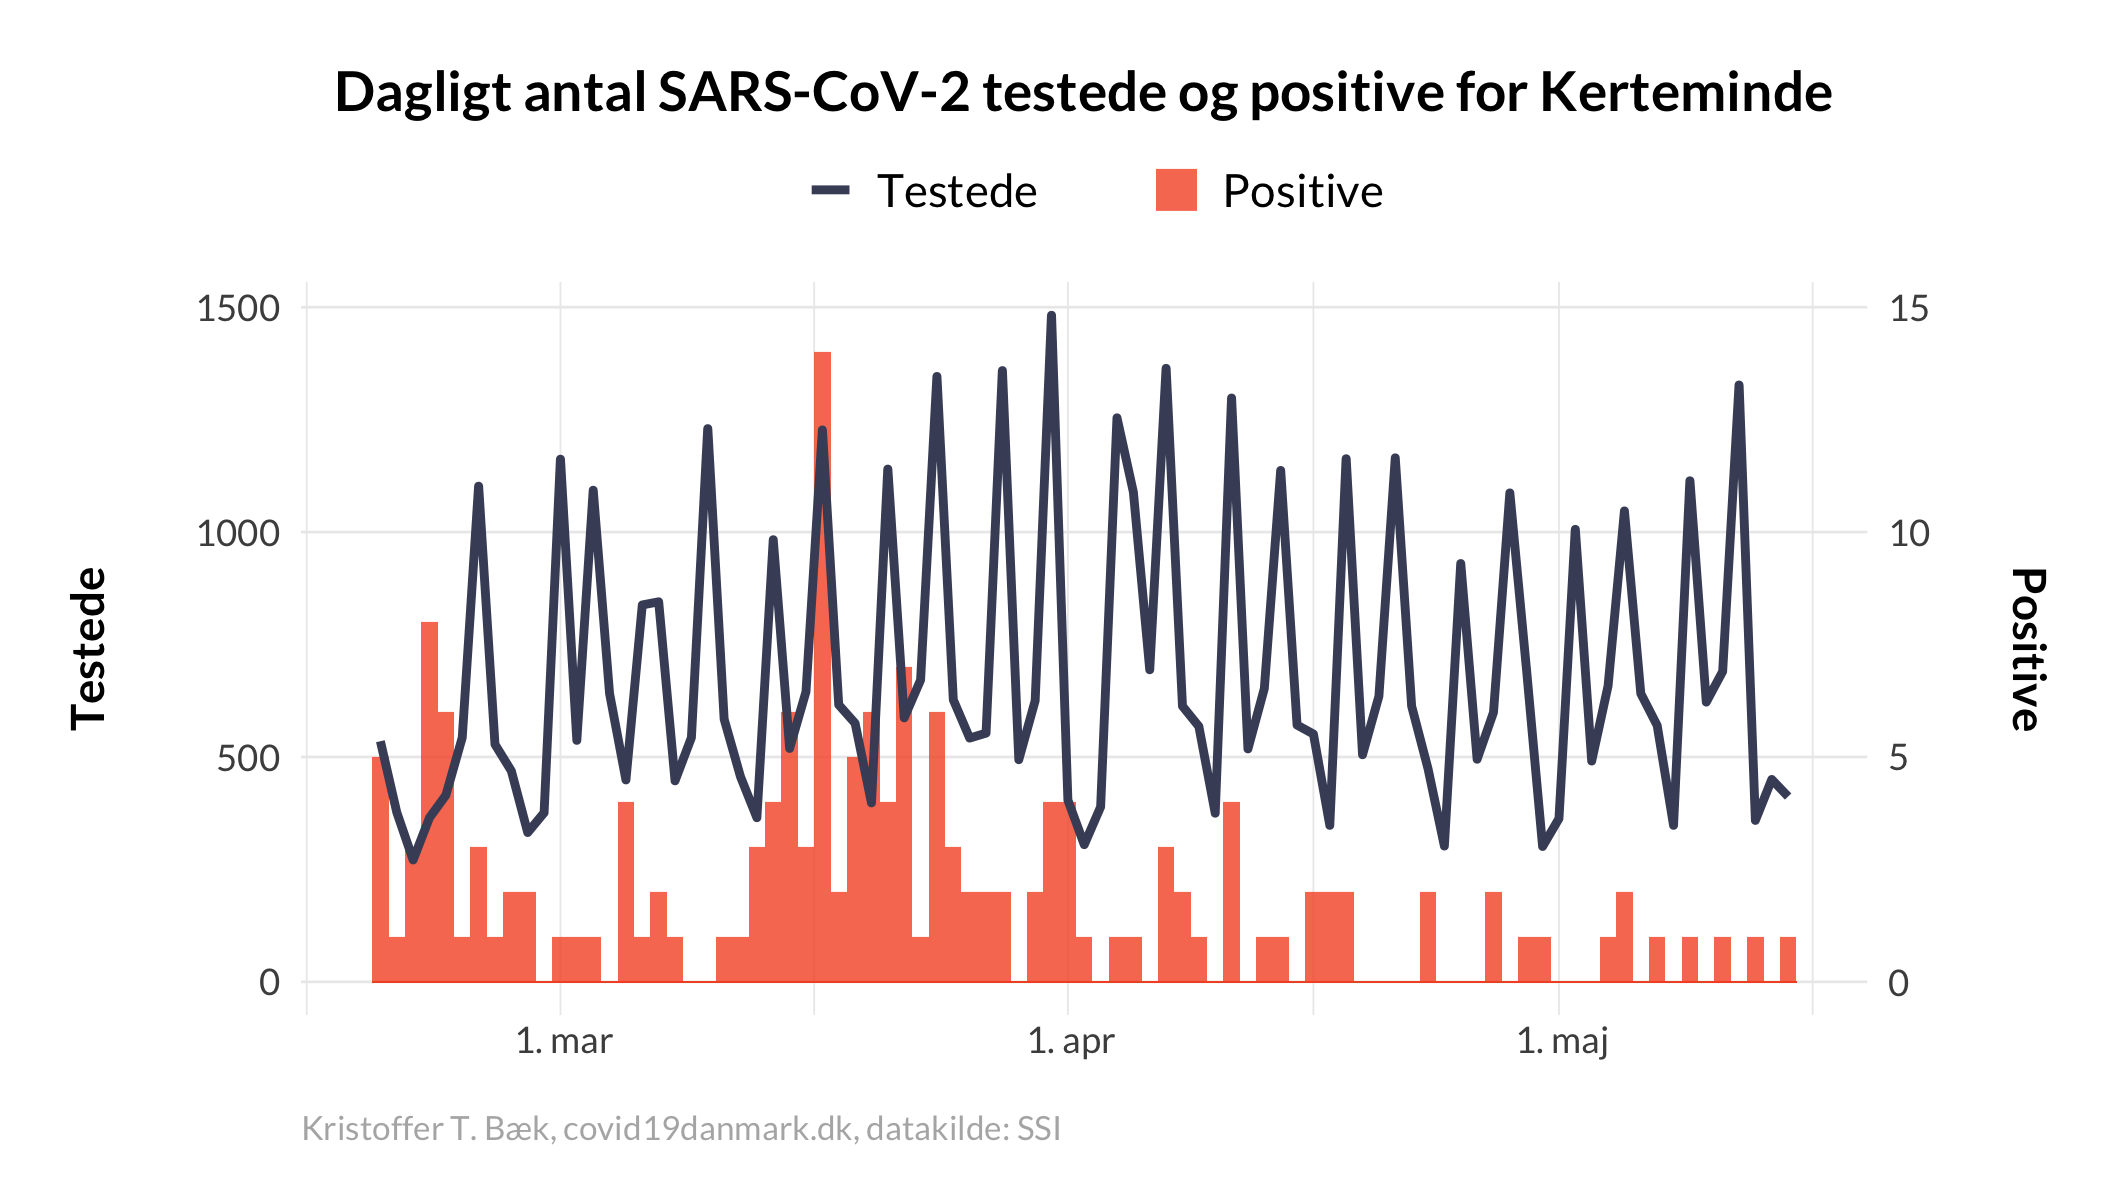 Dagligt antal SARS-CoV-2 testede og positive for Kerteminde
Testede Positive
1500 15
1000 10
500 5
0 0
Testede
Positive
1. mar 1. apr 1. maj
Kristoffer T. Bæk, covid19danmark.dk, datakilde: SSI